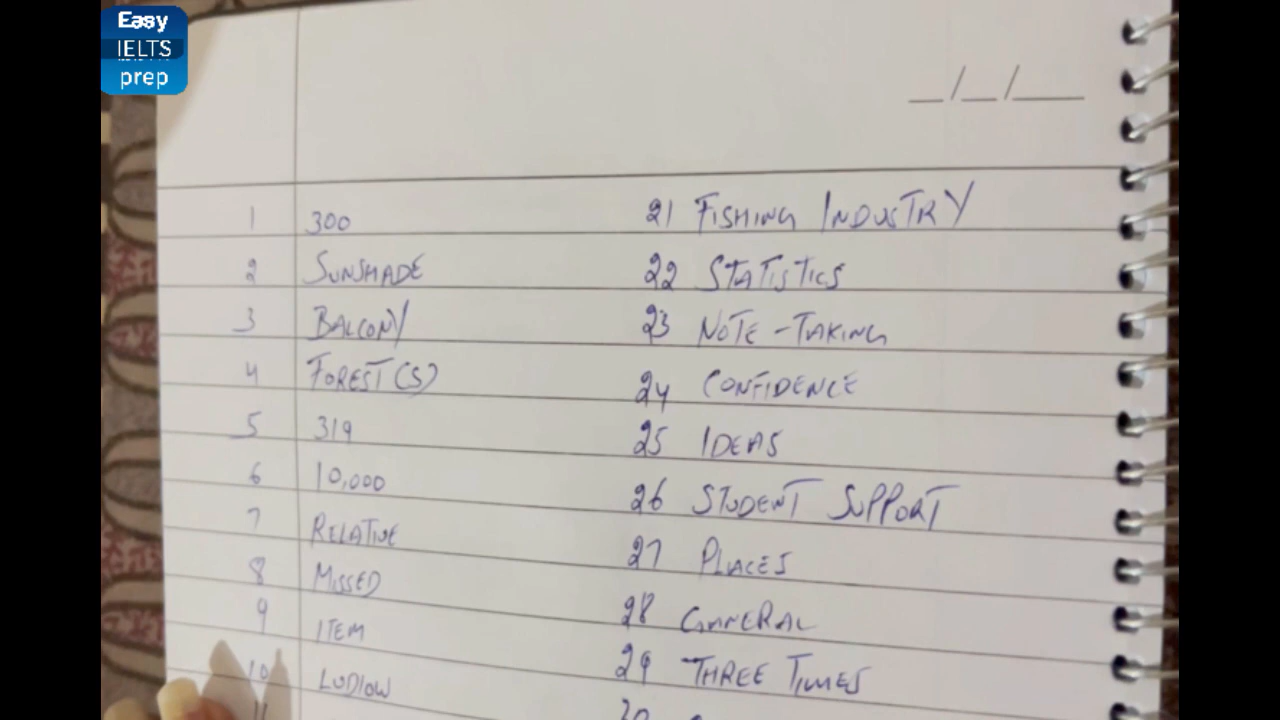 Easy
IELTS
prep
_/_/_
1 300 21 FISHING INDUSTRY
2 SUNSHADE 22 STATISTICS
3 BALCONY 23 NOTE-TAKING
4 FOREST(S) 24 CONFIDENCE
5 319 25 IDEAS
6 10,000 26 STUDENT SUPPORT
7 RELATIVE 27 PLACES
8 MISSED 28 GENERAL
9 ITEM 29 THREE TIMES
10 LUDLOW 30
11